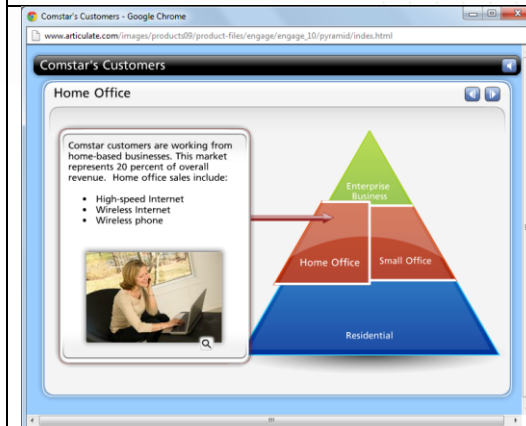 Comstar's Customers - Google Chrome
www.articulate.com/images/products09/product-files/engage/engage_10/pyramid/index.html
Comstar's Customers
Home Office
Comstar customers are working from
home-based businesses. This market
represents 20 percent of overall
revenue. Home office sales include:
• High-speed Internet
• Wireless Internet
• Wireless phone
Enterprise
Business
Home Office
Small Office
Residential